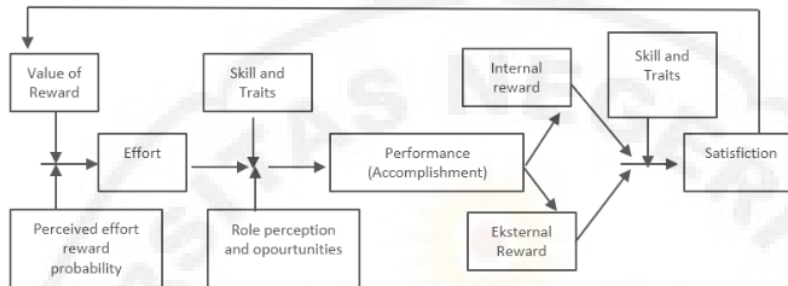 Value of
Reward
Skill and
Traits
Internal
reward
Skill and
Traits
Effort
Performance
(Accomplishment)
Satisfiction
Perceived effort
reward
probability
Role perception
and opourtunities
Eksternal
Reward